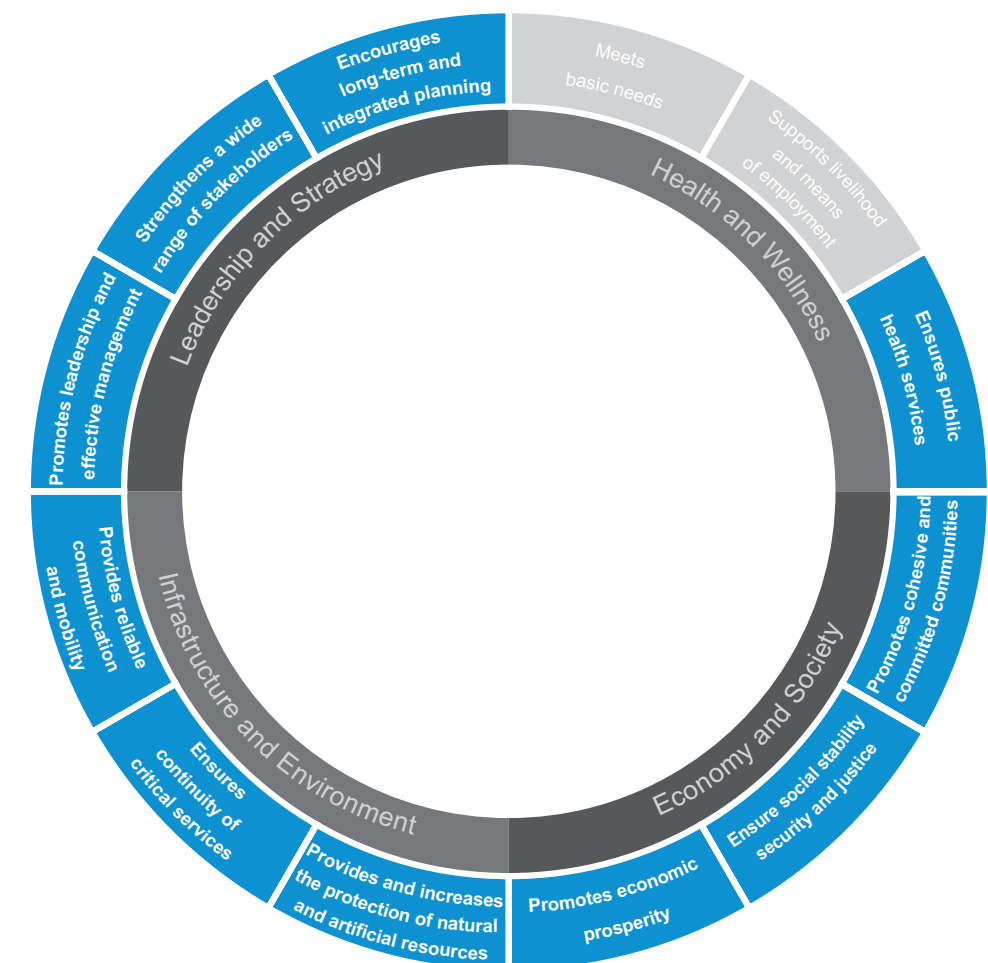 Meets
basic needs
Supports livelihood
and means
of employment
Ensures public
health services
Promotes cohesive and
committed communities
Ensure social stability
security and justice
Promotes economic
prosperity
Provides and increases
the protection of natural
and artificial resources
Ensures
continuity of
critical services
Provides reliable
communication
and mobility
Promotes leadership and
effective management
Strengthens a wide
range of stakeholders
Encourages
long-term and
integrated planning
Health and Wellness
Economy and Society
Infrastructure and Environment
Leadership and Strategy